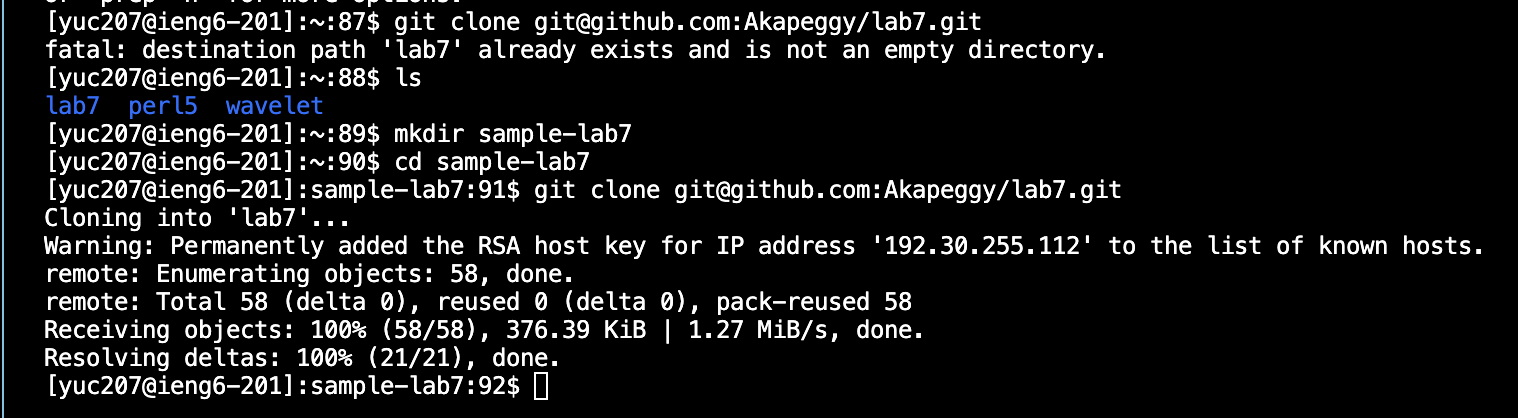 or "prep -h" for more options.
[yuc207@ieng6-201]:~:87$ git clone git@github.com:Akapeggy/lab7.git
fatal: destination path 'lab7' already exists and is not an empty directory.
[yuc207@ieng6-201]:~:88$ ls
lab7  perl5  wavelet
[yuc207@ieng6-201]:~:89$ mkdir sample-lab7
[yuc207@ieng6-201]:~:90$ cd sample-lab7
[yuc207@ieng6-201]:sample-lab7:91$ git clone git@github.com:Akapeggy/lab7.git
Cloning into 'lab7'...
Warning: Permanently added the RSA host key for IP address '192.30.255.112' to the list of known hosts.
remote: Enumerating objects: 58, done.
remote: Total 58 (delta 0), reused 0 (delta 0), pack-reused 58
Receiving objects: 100% (58/58), 376.39 KiB | 1.27 MiB/s, done.
Resolving deltas: 100% (21/21), done.
[yuc207@ieng6-201]:sample-lab7:92$